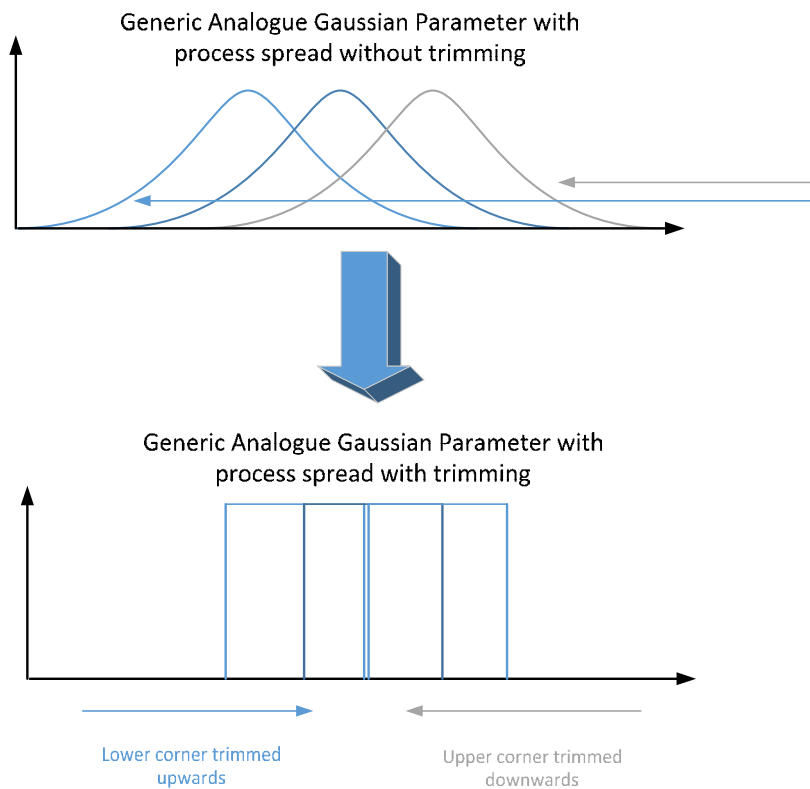 Generic Analogue Gaussian Parameter with
process spread without trimming
Generic Analogue Gaussian Parameter with
process spread with trimming
Lower corner trimmed
upwards
Upper corner trimmed
downwards